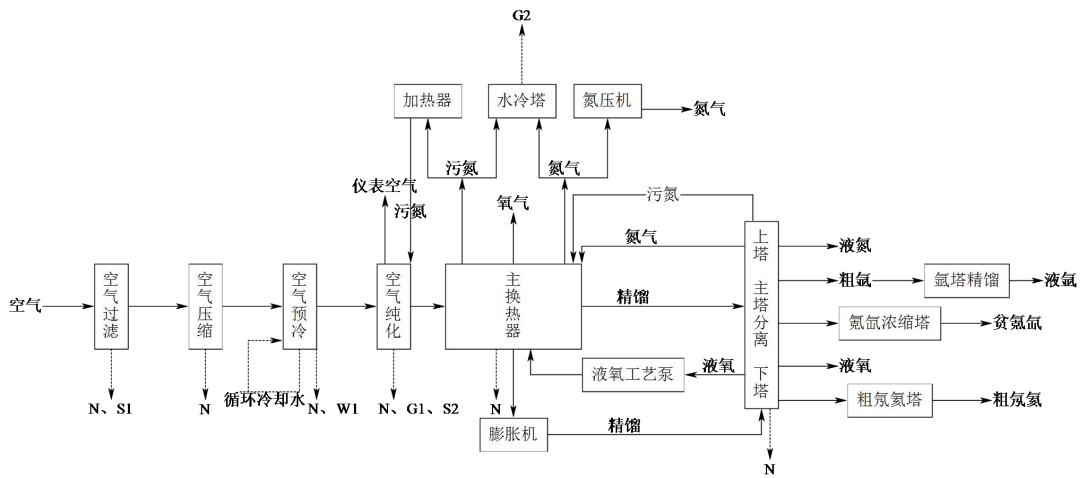 G2
加热器
水冷塔
氮压机
氮气
污氮
氮气
仪表空气
污氮
氧气
污氮
氮气
上塔
主塔分离
下塔
液氮
粗氩
氩塔精馏
液氩
空气
空气过滤
空气压缩
空气预冷
空气纯化
主换热器
精馏
氪氙浓缩塔
贫氪氙
液氧工艺泵
液氧
液氧
循环冷却水
N、S1
N
N、W1
N、G1、S2
N
粗氖氦塔
粗氖氦
膨胀机
精馏
N